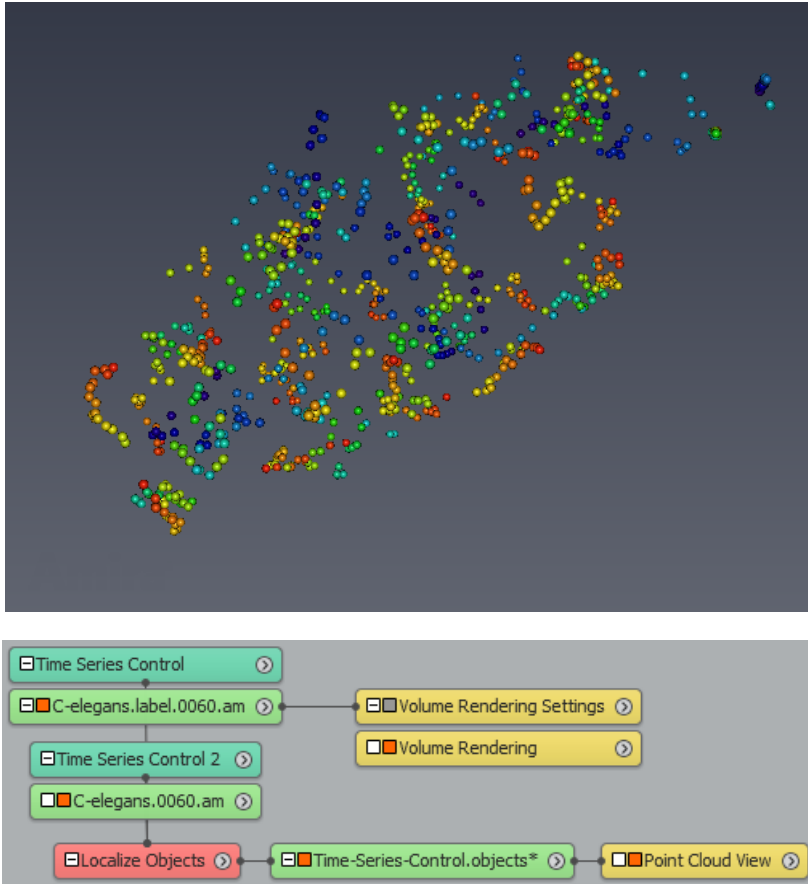 Time Series Control
C-elegans.label.0060.am
Volume Rendering Settings
Volume Rendering
Time Series Control 2
C-elegans.0060.am
Localize Objects
Time-Series-Control.objects*
Point Cloud View